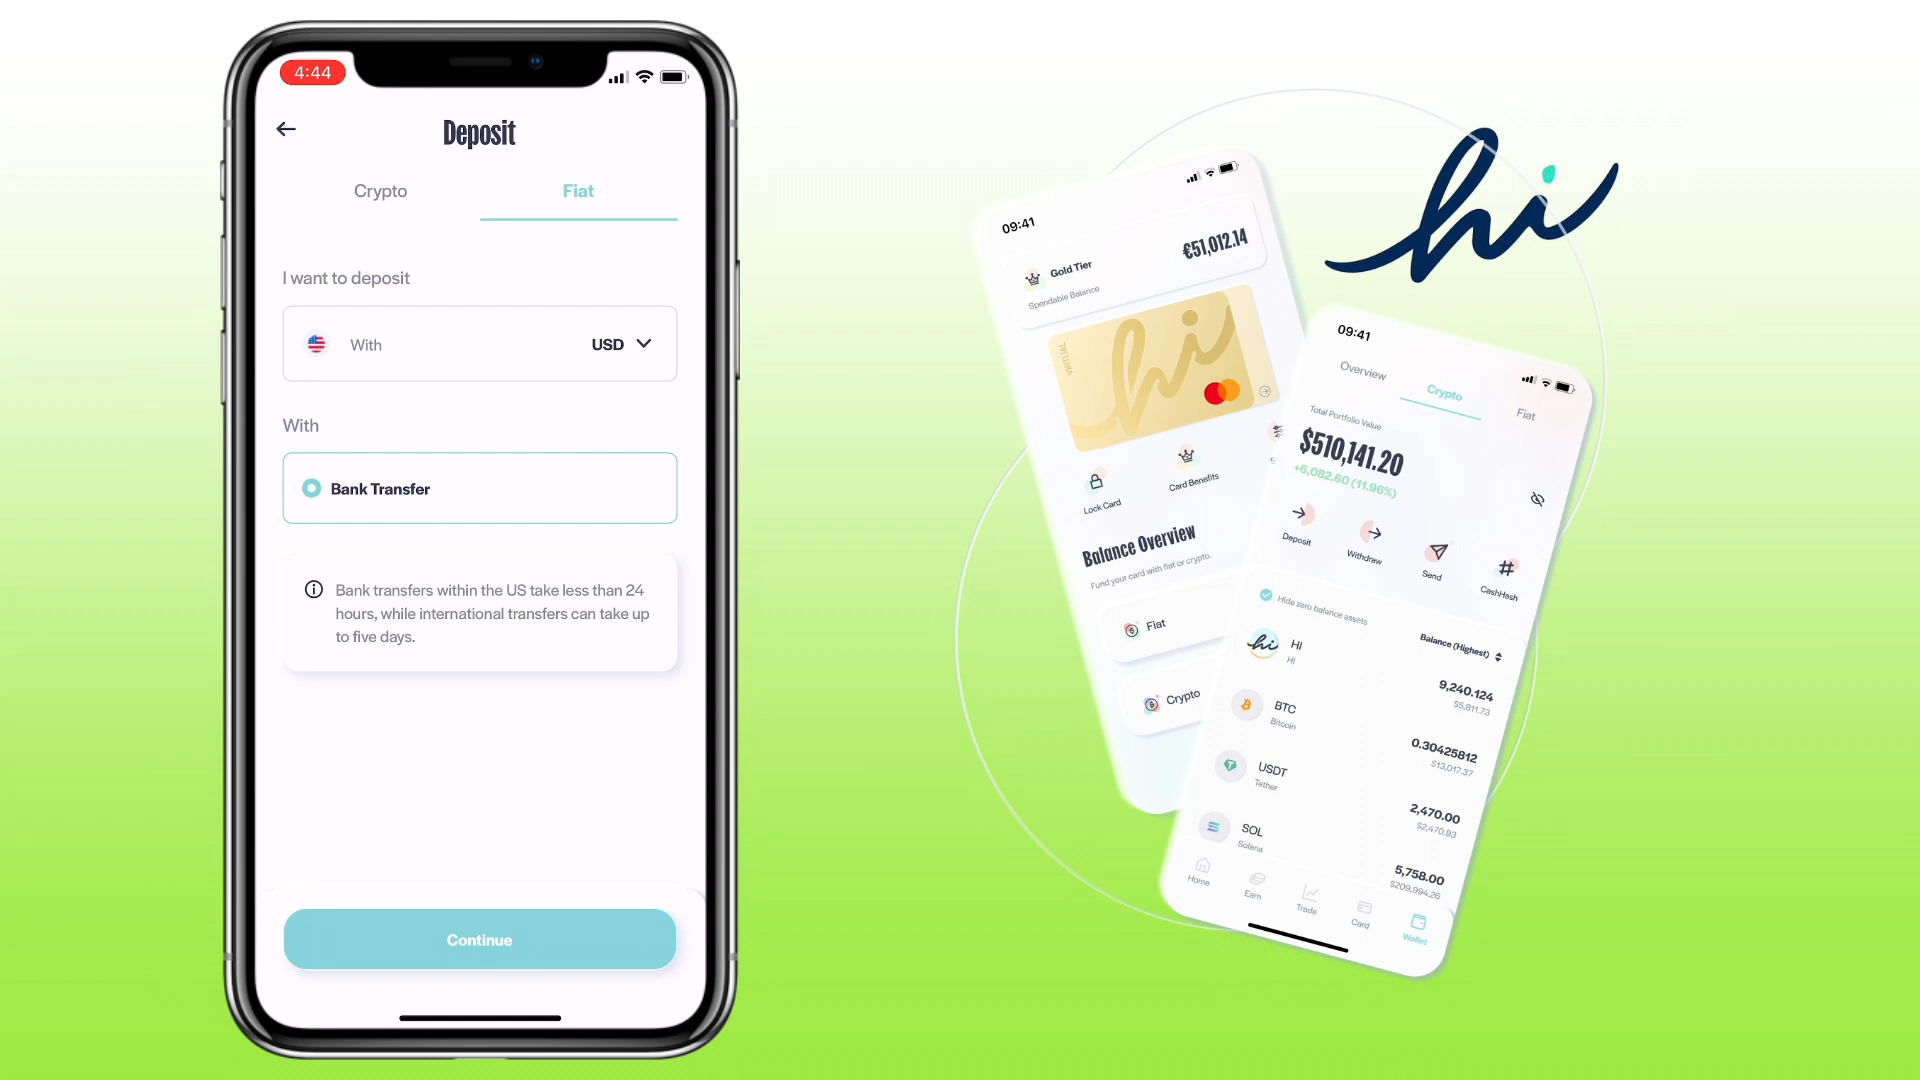 4:44
Deposit
Crypto
Fiat
I want to deposit
With
USD
With
Bank Transfer
Bank transfers within the US take less than 24
hours, while international transfers can take up
to five days.
Continue
hi
09:41
Gold Tier
€51,012.14
Spendable Balance
VIRTUAL
hi
Lock Card
Card Benefits
Balance Overview
Fund your card with fiat or crypto.
Fiat
Crypto
09:41
Overview
Crypto
Fiat
Total Portfolio Value
$510,141.20
+6,082.60 (11.96%)
Deposit
Withdraw
Send
CashHash
Hide zero balance assets
Balance (Highest)
hi
HI
HI
9,240.124
$5,811.73
BTC
Bitcoin
0.30425812
$13,017.37
USDT
Tether
2,470.00
$2,470.93
SOL
Solana
5,758.00
$209,994.26
Home
Earn
Trade
Card
Wallet